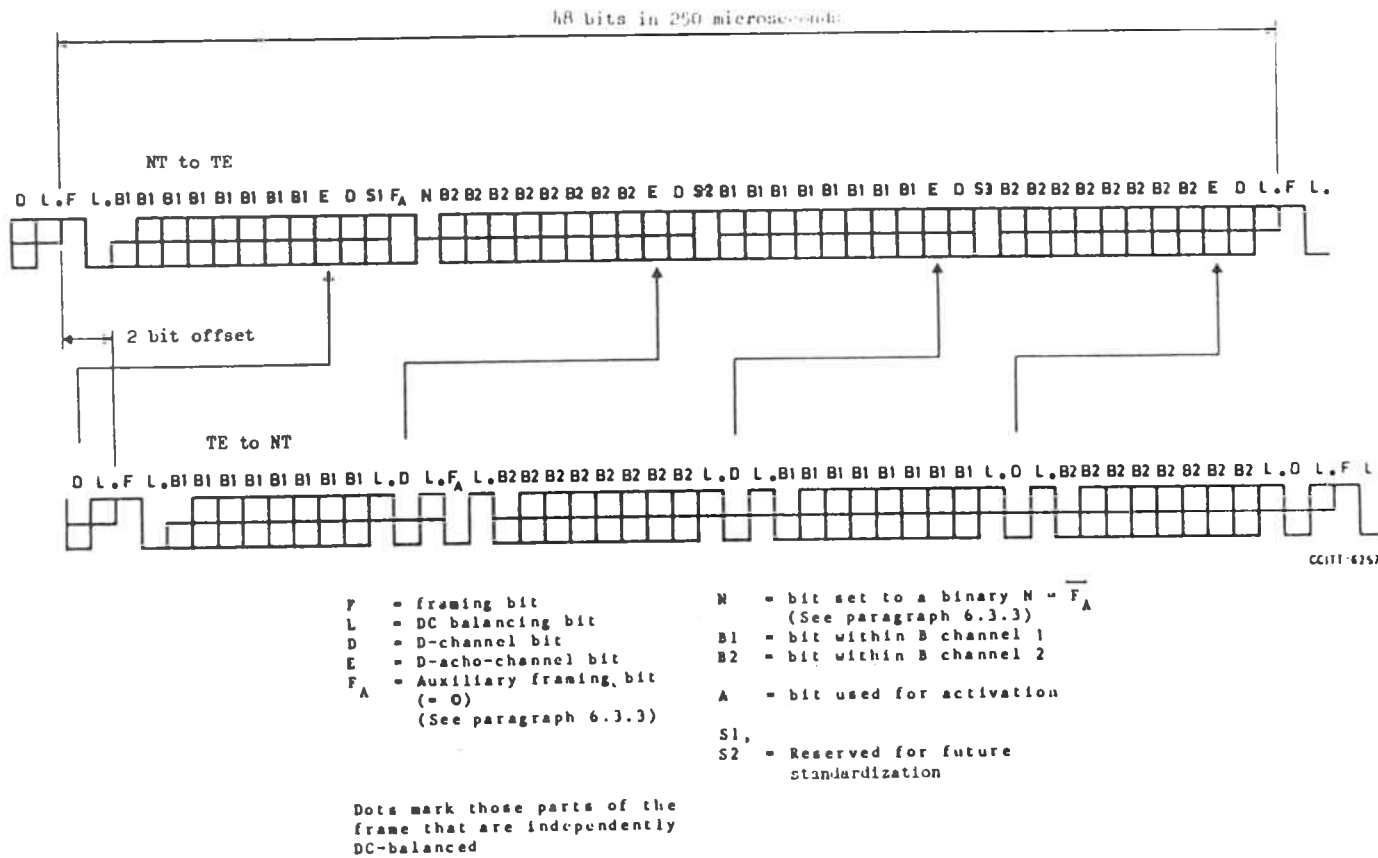 48 bits in 250 microseconds
NT to TE
D L.F L.B1 B1 B1 B1 B1 B1 B1 B1 E D S1 FA N B2 B2 B2 B2 B2 B2 B2 B2 E D S2 B1 B1 B1 B1 B1 B1 B1 B1 E D S3 B2 B2 B2 B2 B2 B2 B2 B2 E D L.F L.
2 bit offset
TE to NT
D L.F L.B1 B1 B1 B1 B1 B1 B1 B1 L.D L.FA L.B2 B2 B2 B2 B2 B2 B2 B2 L.D L.B1 B1 B1 B1 B1 B1 B1 B1 L.D L.B2 B2 B2 B2 B2 B2 B2 B2 L.D L.F L
F = framing bit
L = DC balancing bit
D = D-channel bit
E = D-acho-channel bit
FA = Auxiliary framing bit
(= 0)
(See paragraph 6.3.3)
N = bit set to a binary N = F̅A̅
(See paragraph 6.3.3)
B1 = bit within B channel 1
B2 = bit within B channel 2
A = bit used for activation
S1,
S2 = Reserved for future
standardization
Dots mark those parts of the
frame that are independently
DC-balanced